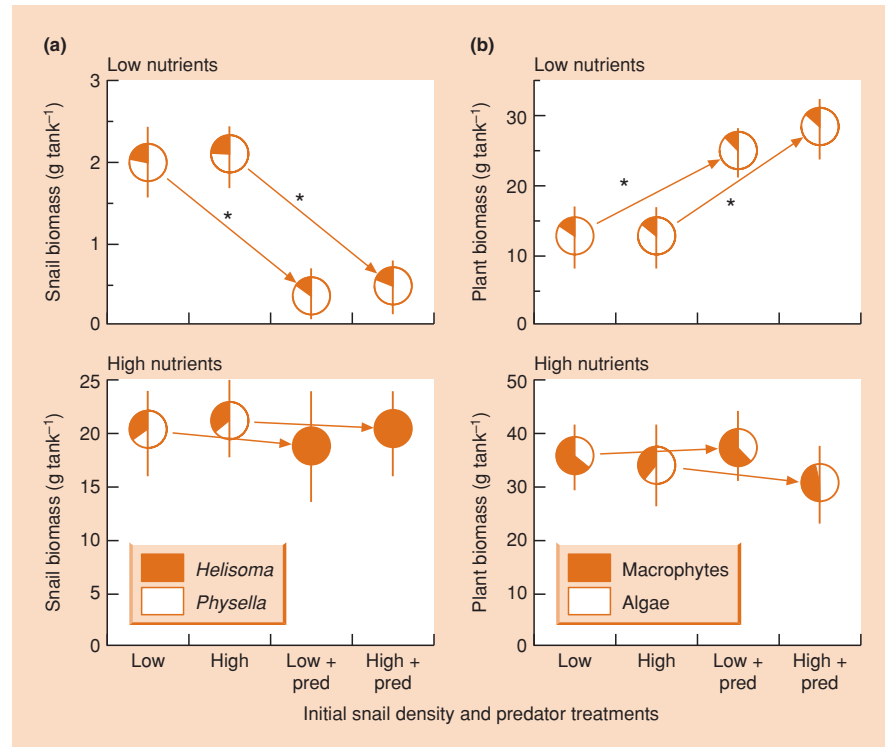 (a)
Low nutrients
Snail biomass (g tank⁻¹)
3
2
1
0
*
*
High nutrients
Snail biomass (g tank⁻¹)
25
20
15
10
5
0
Helisoma
Physella
Low
High
Low + pred
High + pred
(b)
Low nutrients
Plant biomass (g tank⁻¹)
30
20
10
0
*
*
High nutrients
Plant biomass (g tank⁻¹)
50
40
30
40
10
0
Macrophytes
Algae
Low
High
Low + pred
High + pred
Initial snail density and predator treatments